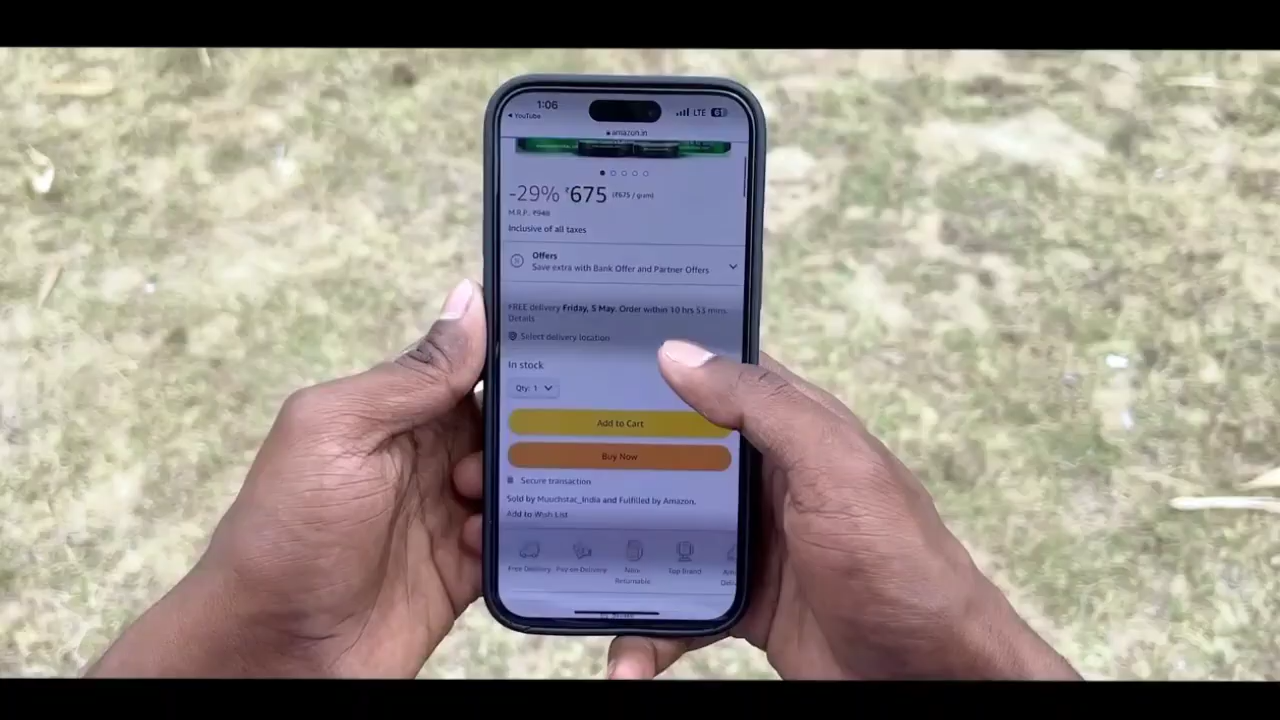 1:06
LTE 61
◀ YouTube
amazon.in
-29% ₹675 (₹675 / gram)
M.R.P.: ₹949
Inclusive of all taxes
Offers
Save extra with Bank Offer and Partner Offers
FREE delivery Friday, 5 May. Order within 10 hrs 53 mins.
Details
Select delivery location
In stock
Qty: 1
Add to Cart
Buy Now
Secure transaction
Sold by Muuchstac_India and Fulfilled by Amazon.
Add to Wish List
Free Delivery
Pay on Delivery
Non-
Returnable
Top Brand